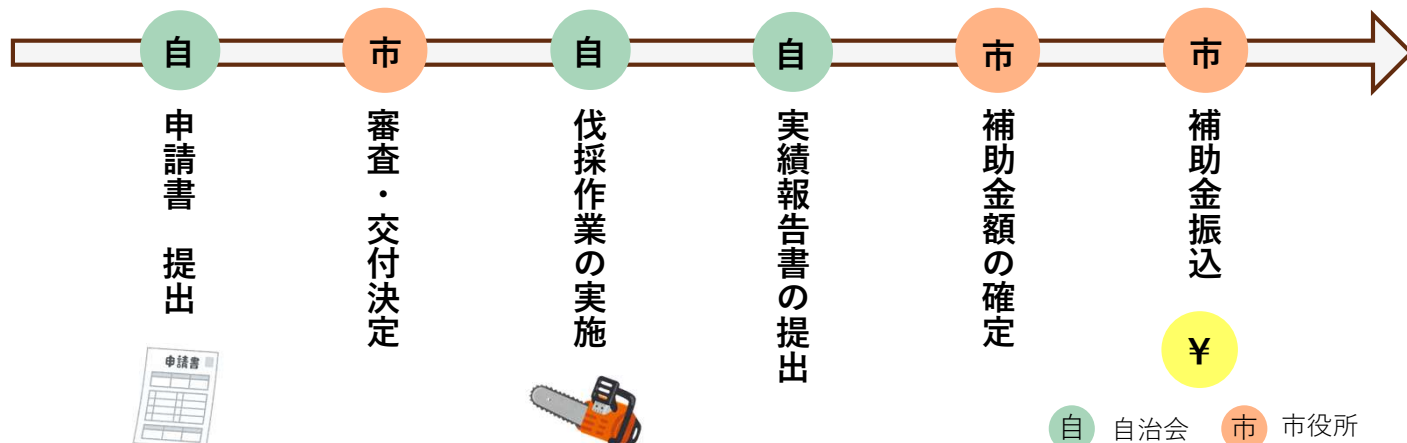 自
申請書　提出
市
審査・交付決定
自
伐採作業の実施
自
実績報告書の提出
市
補助金額の確定
市
補助金振込
申請書
¥
自 自治会 市 市役所